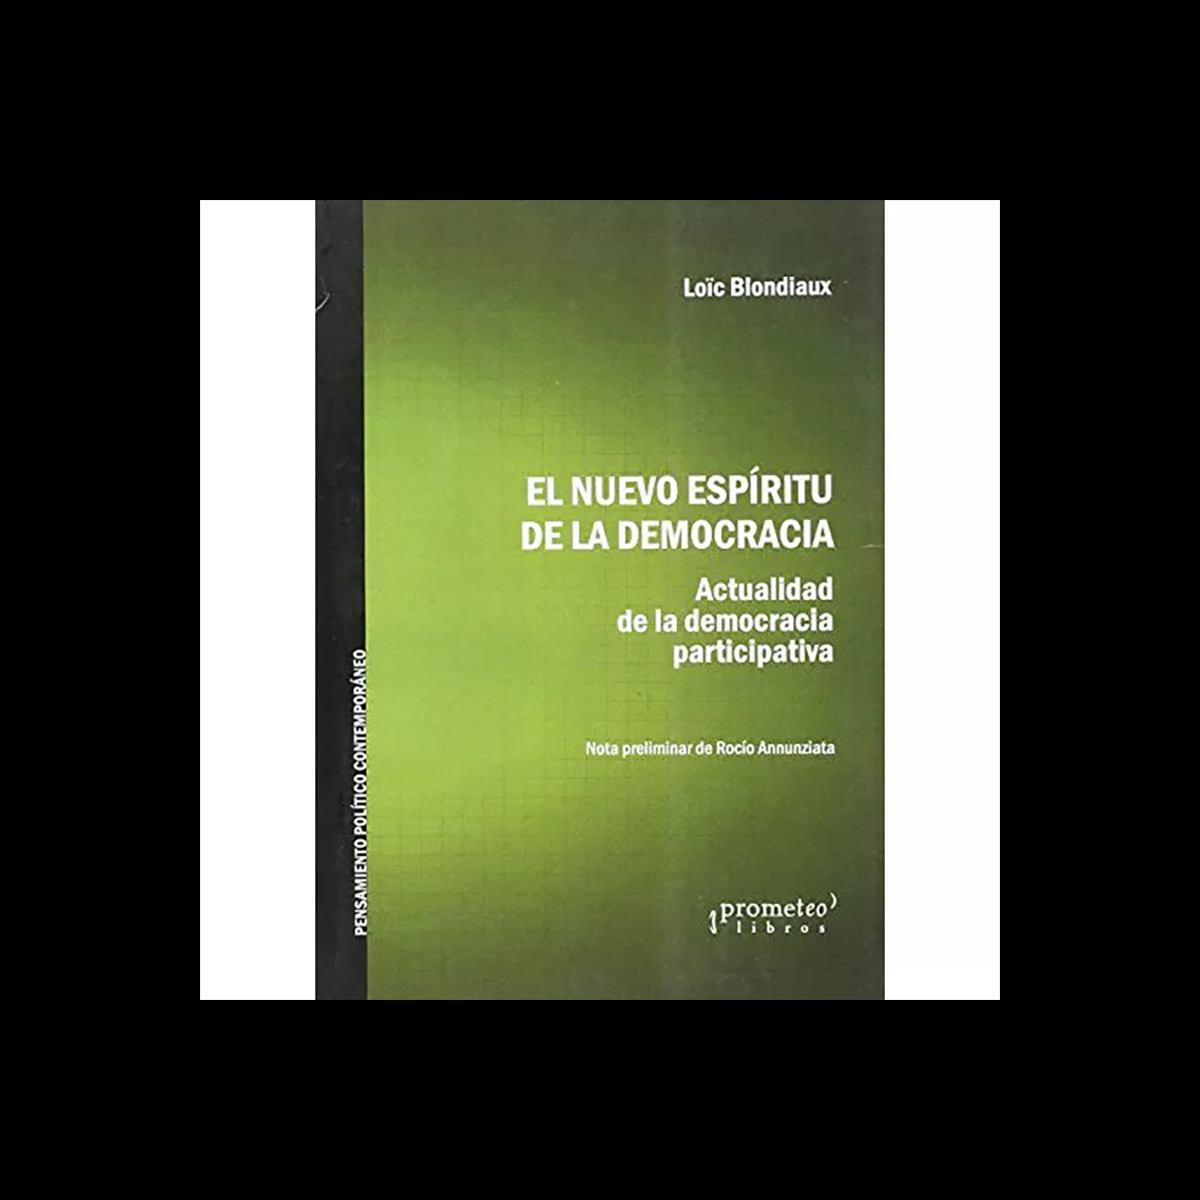 Loïc Blondiaux
EL NUEVO ESPÍRITU
DE LA DEMOCRACIA
Actualidad
de la democracia
participativa
Nota preliminar de Rocío Annunziata
PENSAMIENTO POLÍTICO CONTEMPORÁNEO
prometeo
libros